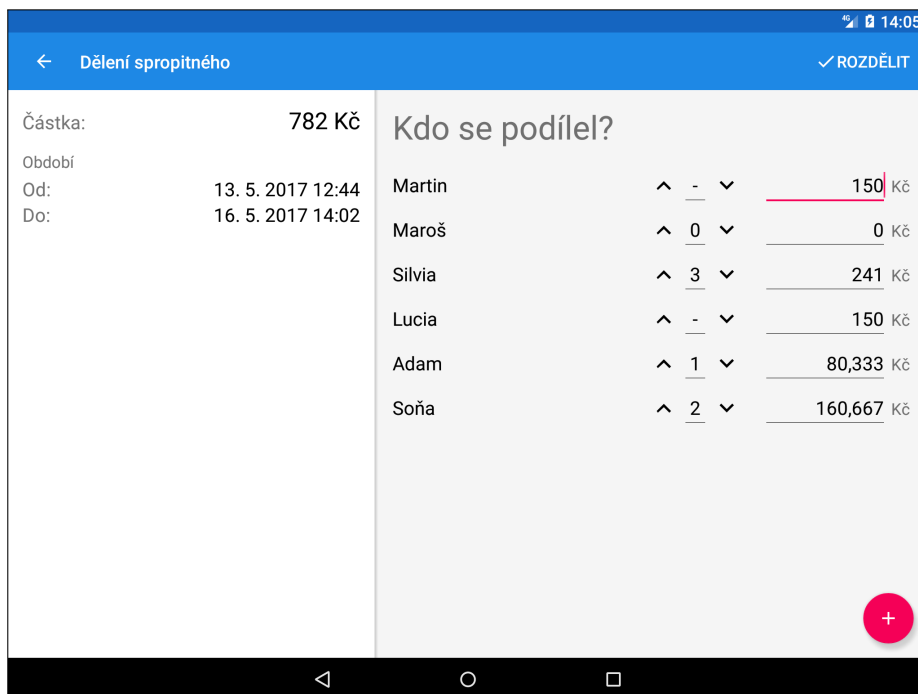 4G 14:05
Dělení spropitného ROZDĚLIT
Částka: 782 Kč
Období
Od: 13. 5. 2017 12:44
Do: 16. 5. 2017 14:02
Kdo se podílel?
Martin - 150 Kč
Maroš 0 0 Kč
Silvia 3 241 Kč
Lucia - 150 Kč
Adam 1 80,333 Kč
Soňa 2 160,667 Kč
+